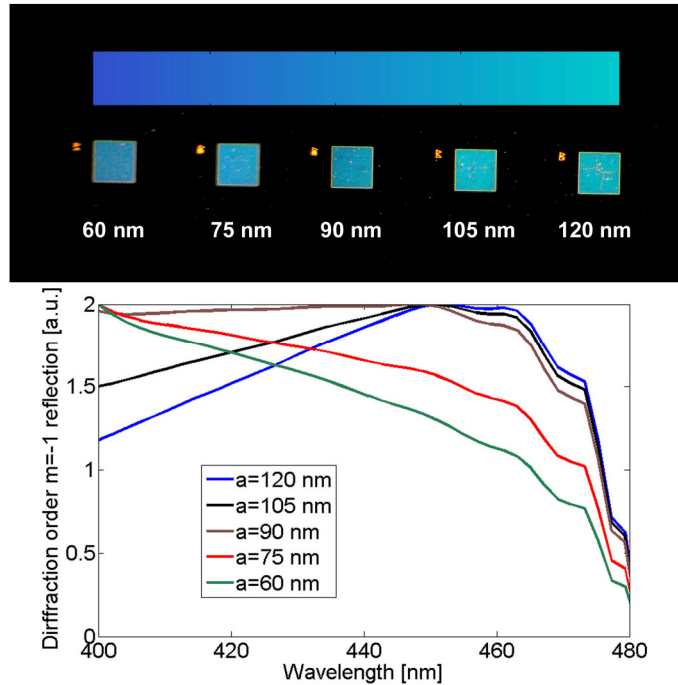 60 nm 75 nm 90 nm 105 nm 120 nm
Dirffraction order m=-1 reflection [a.u.]
2
1.5
1
0.5
0
a=120 nm
a=105 nm
a=90 nm
a=75 nm
a=60 nm
400 420 440 460 480
Wavelength [nm]